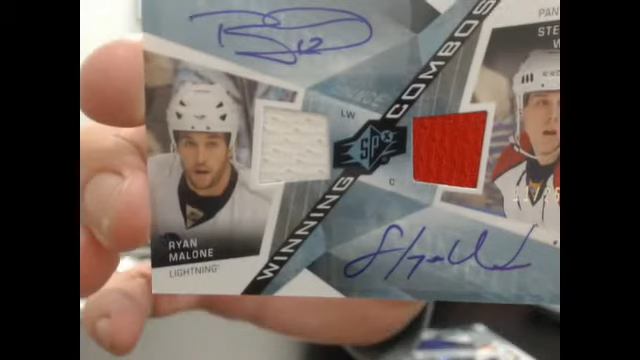 PAN
STE
W
LW
SPx
C
WINNING COMBOS
RYAN
MALONE
LIGHTNING